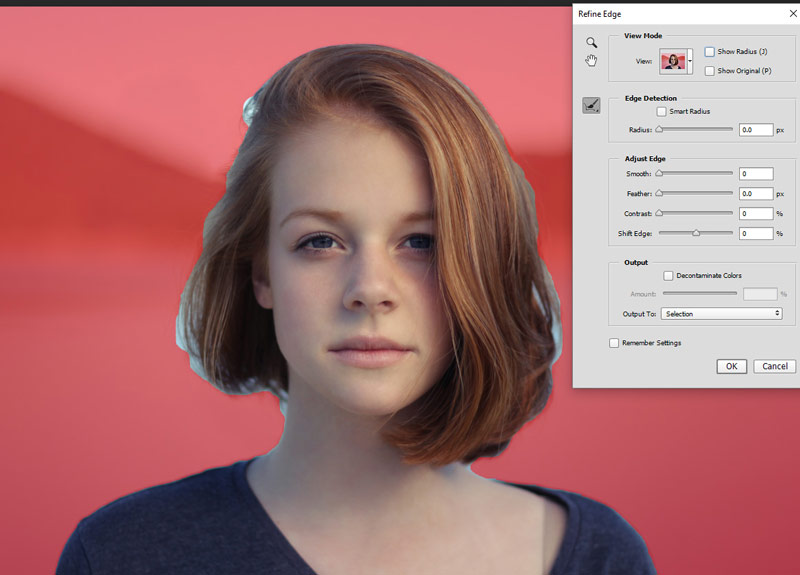 Refine Edge
View Mode
View:
Show Radius (J)
Show Original (P)
Edge Detection
Smart Radius
Radius: 0.0 px
Adjust Edge
Smooth: 0
Feather: 0.0 px
Contrast: 0 %
Shift Edge: 0 %
Output
Decontaminate Colors
Amount: %
Output To: Selection
Remember Settings
OK Cancel